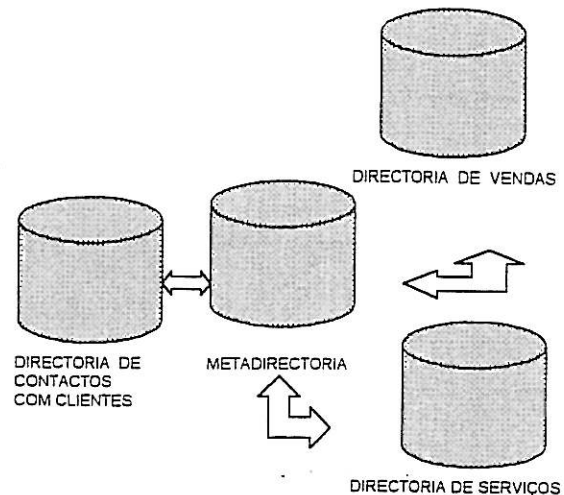 DIRECTORIA DE VENDAS
DIRECTORIA DE
CONTACTOS
COM CLIENTES
METADIRECTORIA
DIRECTORIA DE SERVIÇOS